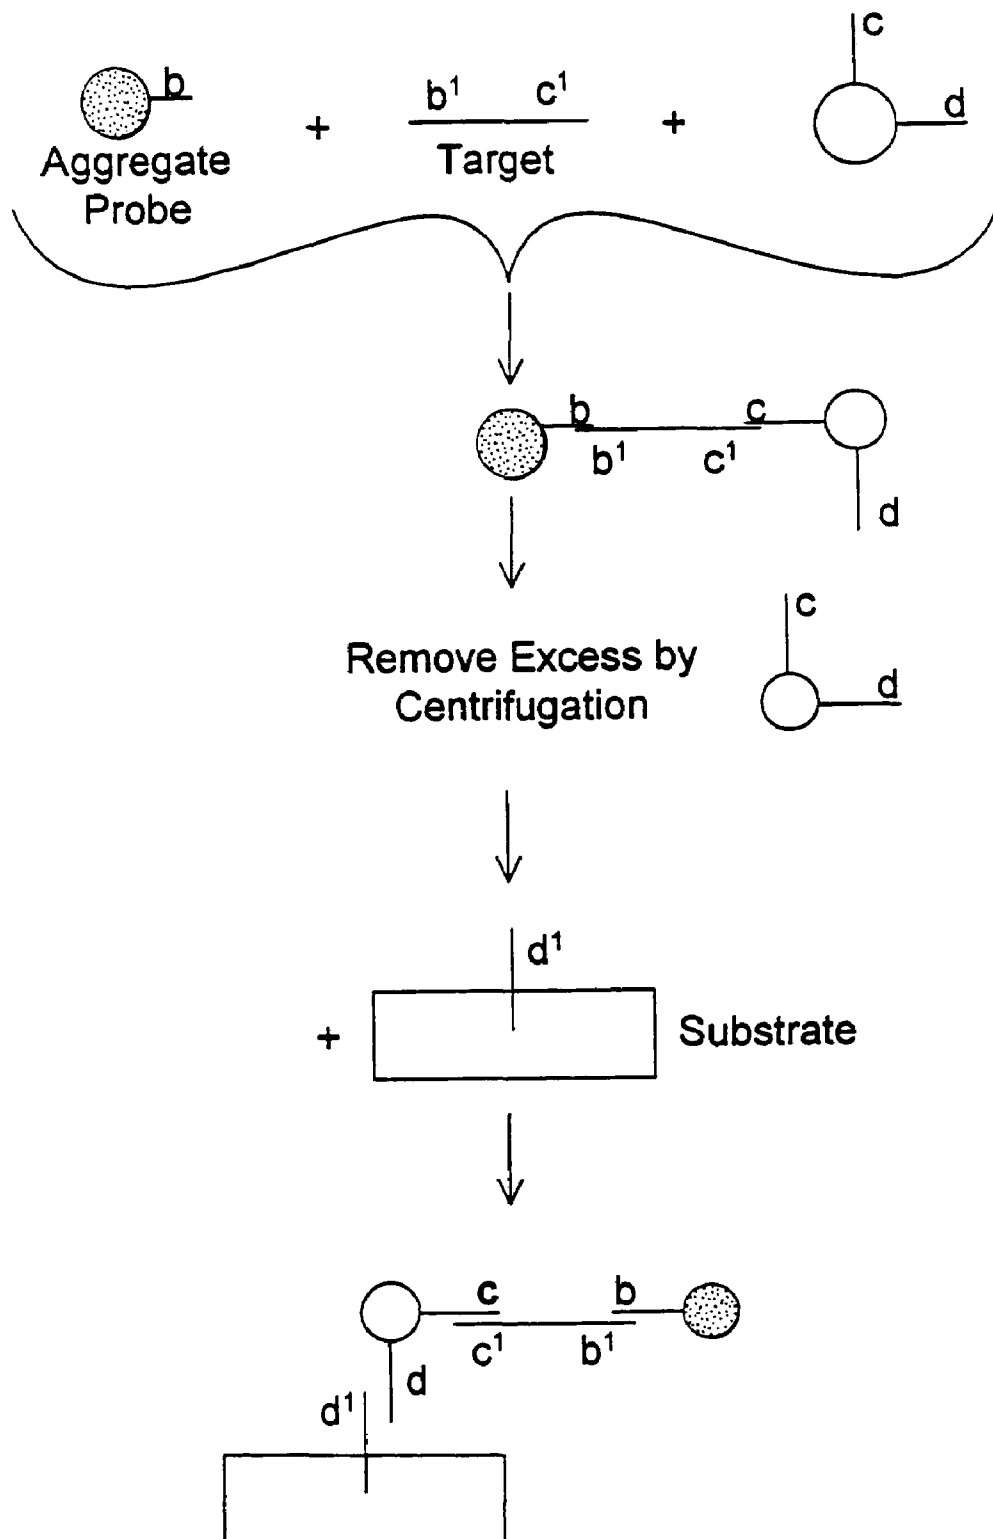 c
b
b¹ c¹
d
+
+
Aggregate
Probe
Target
b
c
b¹
c¹
d
c
Remove Excess by
Centrifugation
d
d¹
+
Substrate
c
b
c¹
b¹
d
d¹